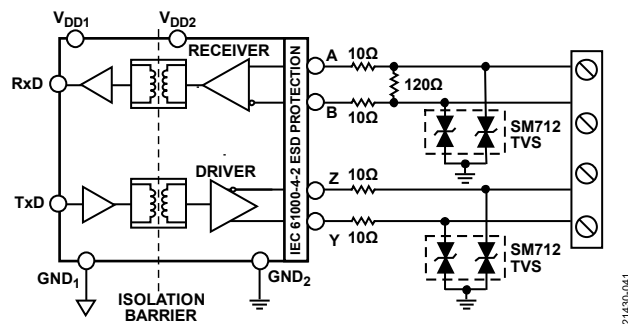 VDD1
VDD2
RECEIVER
RxD
A
10Ω
120Ω
B
10Ω
SM712
TVS
IEC 61000-4-2 ESD PROTECTION
DRIVER
TxD
Z
10Ω
Y
10Ω
SM712
TVS
GND1
GND2
ISOLATION
BARRIER
21430-041